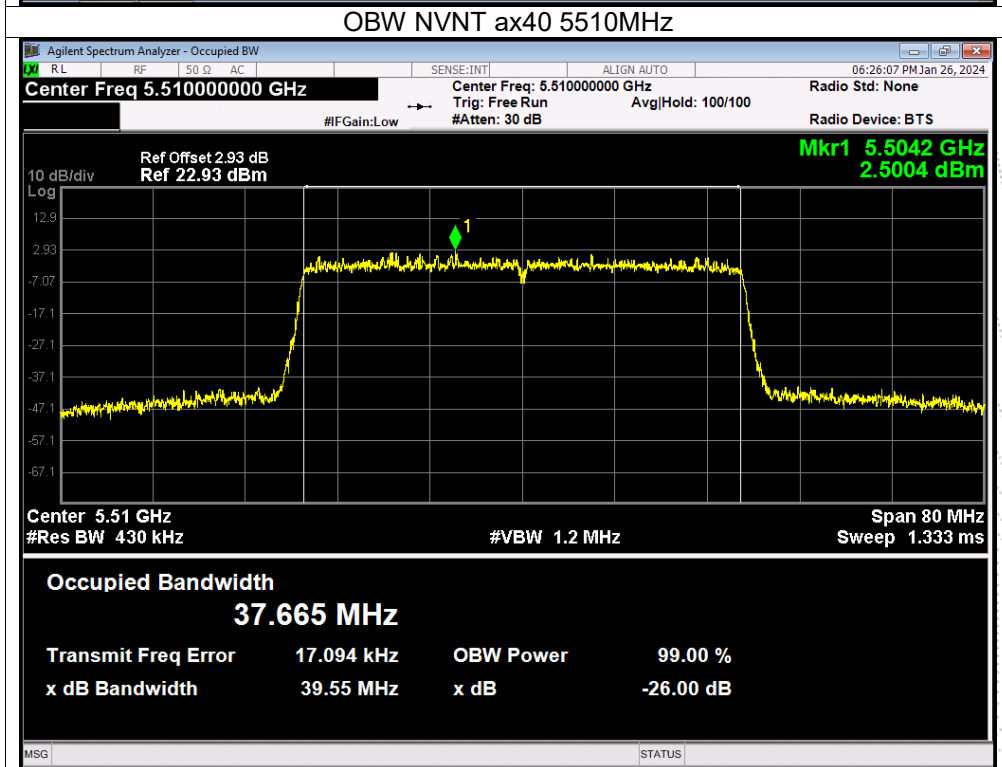 OBW NVNT ax40 5510MHz
Agilent Spectrum Analyzer - Occupied BW
LXI RL RF 50 Ω AC SENSE:INT ALIGN AUTO 06:26:07 PM Jan 26, 2024
Center Freq 5.510000000 GHz Center Freq: 5.510000000 GHz Radio Std: None
Trig: Free Run Avg|Hold: 100/100
#IFGain:Low #Atten: 30 dB Radio Device: BTS
Mkr1 5.5042 GHz
2.5004 dBm
Ref Offset 2.93 dB
10 dB/div Ref 22.93 dBm
Log
12.9
1
2.93
-7.07
-17.1
-27.1
-37.1
-47.1
-57.1
-67.1
Center 5.51 GHz Span 80 MHz
#Res BW 430 kHz #VBW 1.2 MHz Sweep 1.333 ms
Occupied Bandwidth
37.665 MHz
Transmit Freq Error 17.094 kHz OBW Power 99.00 %
x dB Bandwidth 39.55 MHz x dB -26.00 dB
MSG STATUS